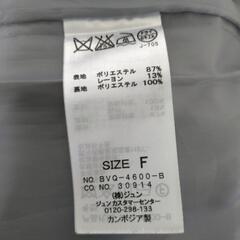 J-705
表地 ポリエステル 87%
レーヨン 13%
裏地 ポリエステル 100%
SIZE F
NO. BVQ-4600-B
CO.NO. 30914
(株)ジュン
ジュンカスタマーセンター
0120-298-133
カンボジア製